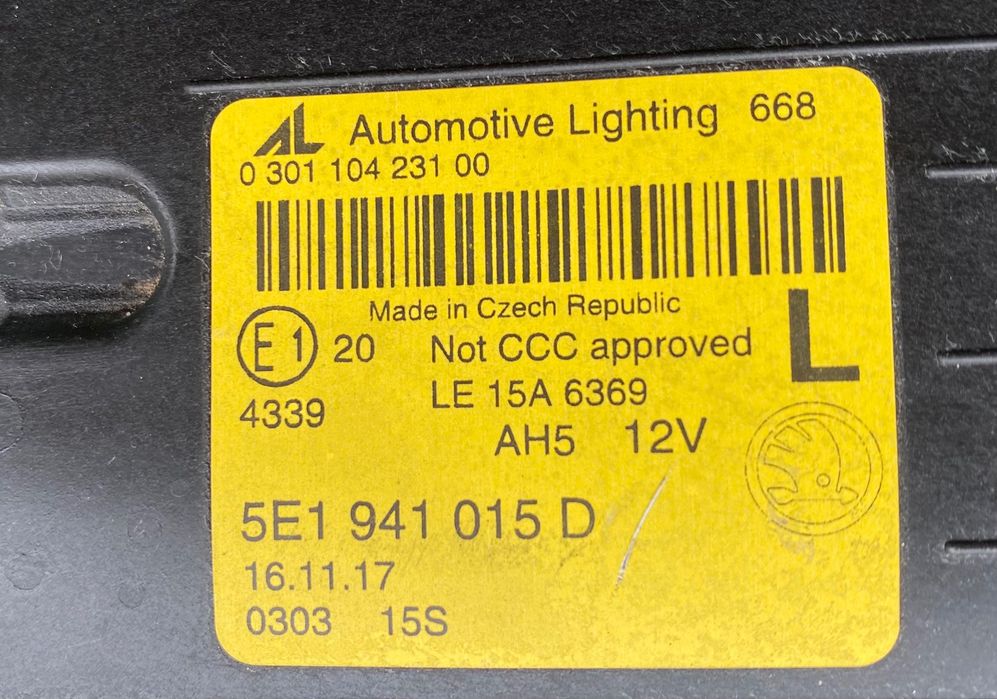 AL Automotive Lighting 668
0 301 104 231 00
Made in Czech Republic
E1 20 Not CCC approved L
4339 LE 15A 6369
AH5 12V
5E1 941 015 D
16.11.17
0303 15S